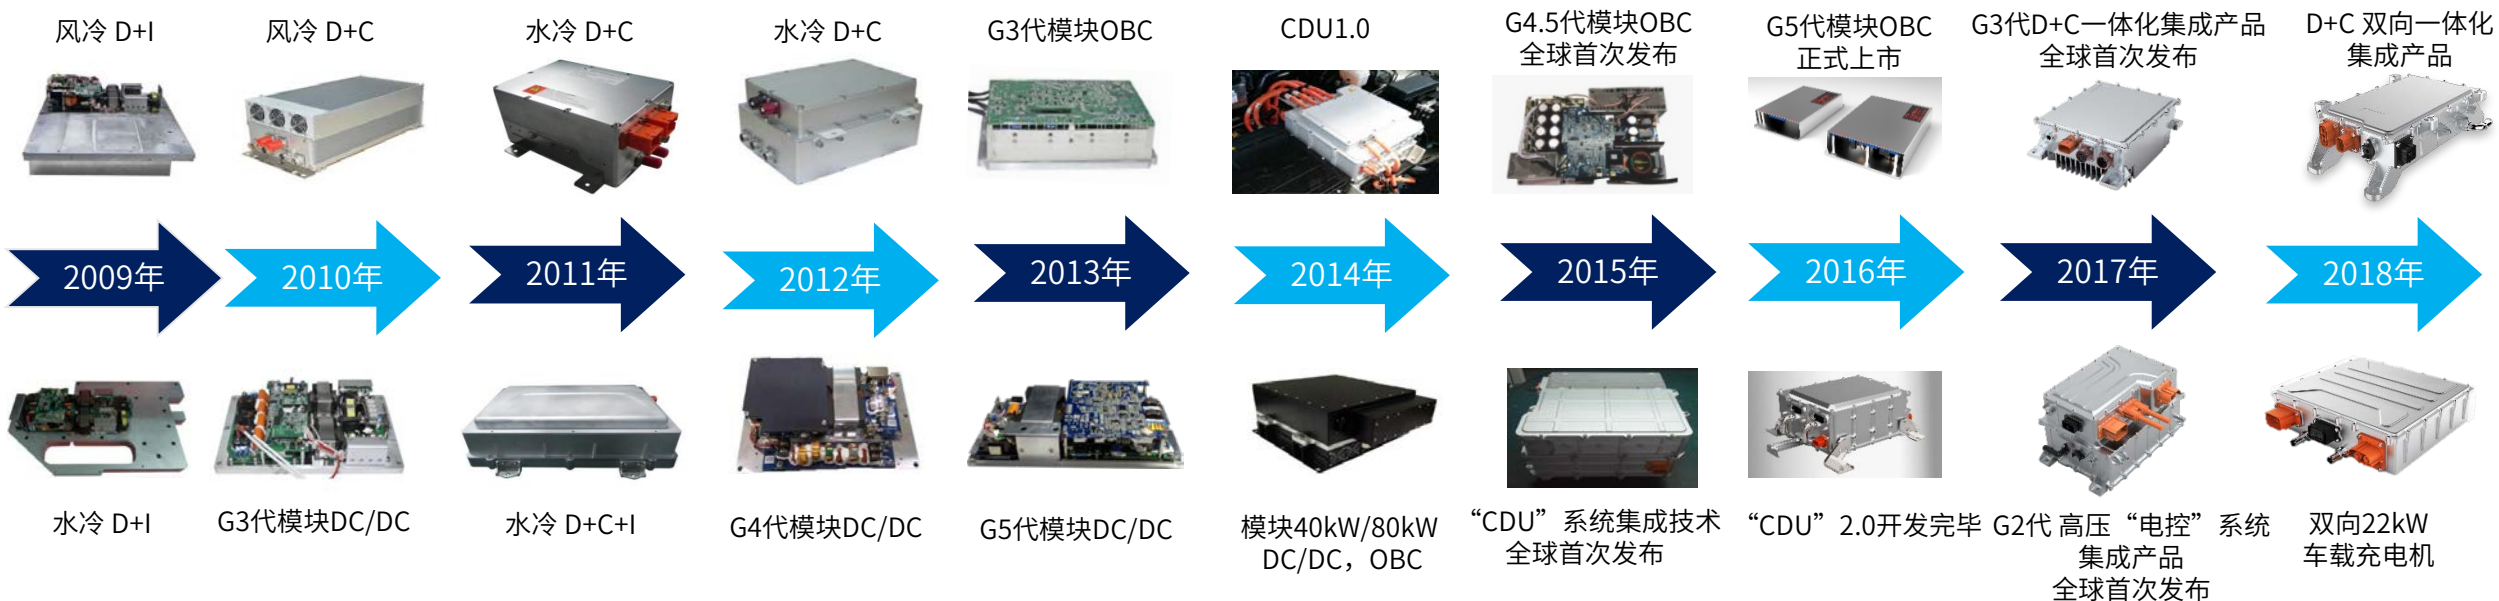 风冷 D+I
风冷 D+C
水冷 D+C
水冷 D+C
G3代模块OBC
CDU1.0
G4.5代模块OBC
全球首次发布
G5代模块OBC
正式上市
G3代D+C一体化集成产品
全球首次发布
D+C 双向一体化
集成产品
2009年
2010年
2011年
2012年
2013年
2014年
2015年
2016年
2017年
2018年
水冷 D+I
G3代模块DC/DC
水冷 D+C+I
G4代模块DC/DC
G5代模块DC/DC
模块40kW/80kW
DC/DC，OBC
“CDU”系统集成技术
全球首次发布
“CDU”2.0开发完毕
G2代 高压“电控”系统
集成产品
全球首次发布
双向22kW
车载充电机